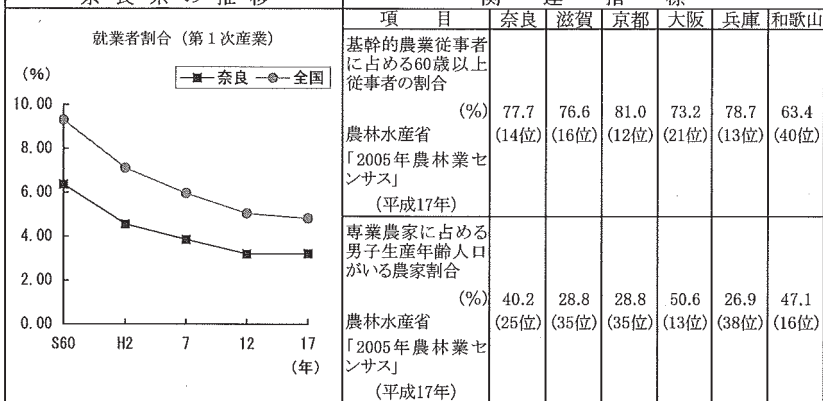 奈良県の推移
関連指標
就業者割合(第1次産業)
(%)
奈良 全国
10.00
8.00
6.00
4.00
2.00
0.00
S60 H2 7 12 17
(年)
項目 奈良 滋賀 京都 大阪 兵庫 和歌山
基幹的農業従事者
に占める60歳以上
従事者の割合
(%) 77.7 76.6 81.0 73.2 78.7 63.4
農林水産省 (14位) (16位) (12位) (21位) (13位) (40位)
「2005年農林業セ
ンサス」
(平成17年)
専業農家に占める
男子生産年齢人口
がいる農家割合
(%) 40.2 28.8 28.8 50.6 26.9 47.1
農林水産省 (25位) (35位) (35位) (13位) (38位) (16位)
「2005年農林業セ
ンサス」
(平成17年)